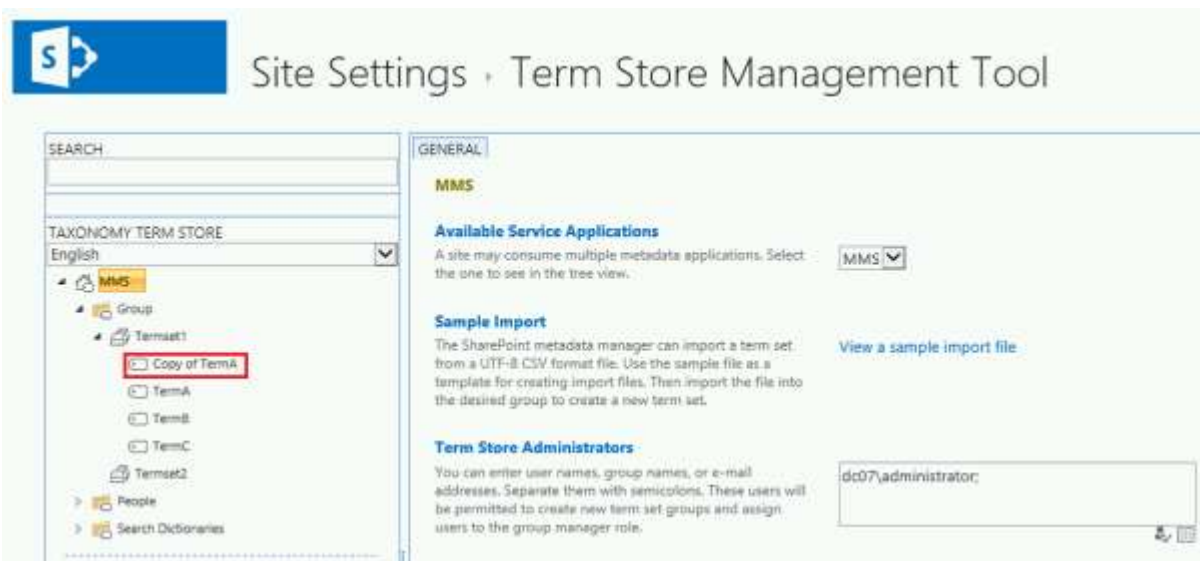 S
Site Settings › Term Store Management Tool
SEARCH
TAXONOMY TERM STORE
English
MMS
Group
Termset1
Copy of TermA
TermA
TermB
TermC
Termset2
People
Search Dictionaries
GENERAL
MMS
Available Service Applications
A site may consume multiple metadata applications. Select
the one to see in the tree view.
MMS
Sample Import
The SharePoint metadata manager can import a term set
from a UTF-8 CSV format file. Use the sample file as a
template for creating import files. Then import the file into
the desired group to create a new term set.
View a sample import file
Term Store Administrators
You can enter user names, group names, or e-mail
addresses. Separate them with semicolons. These users will
be permitted to create new term set groups and assign
users to the group manager role.
dc07\administrator;